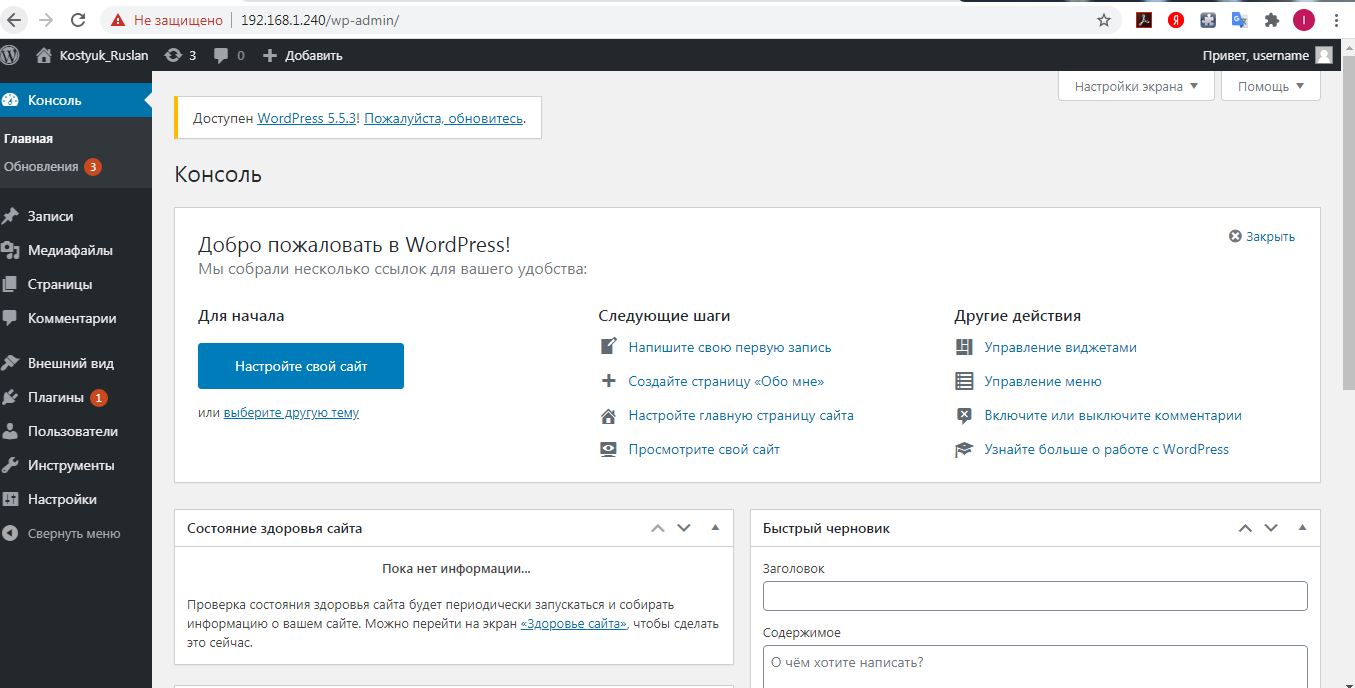 Не защищено 192.168.1.240/wp-admin/
Я
I
Kostyuk_Ruslan 3 0 Добавить
Привет, username
Консоль
Главная
Обновления 3
Записи
Медиафайлы
Страницы
Комментарии
Внешний вид
Плагины 1
Пользователи
Инструменты
Настройки
Свернуть меню
Настройки экрана
Помощь
Доступен WordPress 5.5.3! Пожалуйста, обновитесь.
Консоль
Добро пожаловать в WordPress!
Закрыть
Мы собрали несколько ссылок для вашего удобства:
Для начала
Настройте свой сайт
или выберите другую тему
Следующие шаги
Напишите свою первую запись
Создайте страницу «Обо мне»
Настройте главную страницу сайта
Просмотрите свой сайт
Другие действия
Управление виджетами
Управление меню
Включите или выключите комментарии
Узнайте больше о работе с WordPress
Состояние здоровья сайта
Пока нет информации...
Проверка состояния здоровья сайта будет периодически запускаться и собирать
информацию о вашем сайте. Можно перейти на экран «Здоровье сайта», чтобы сделать
это сейчас.
Быстрый черновик
Заголовок
Содержимое
О чём хотите написать?